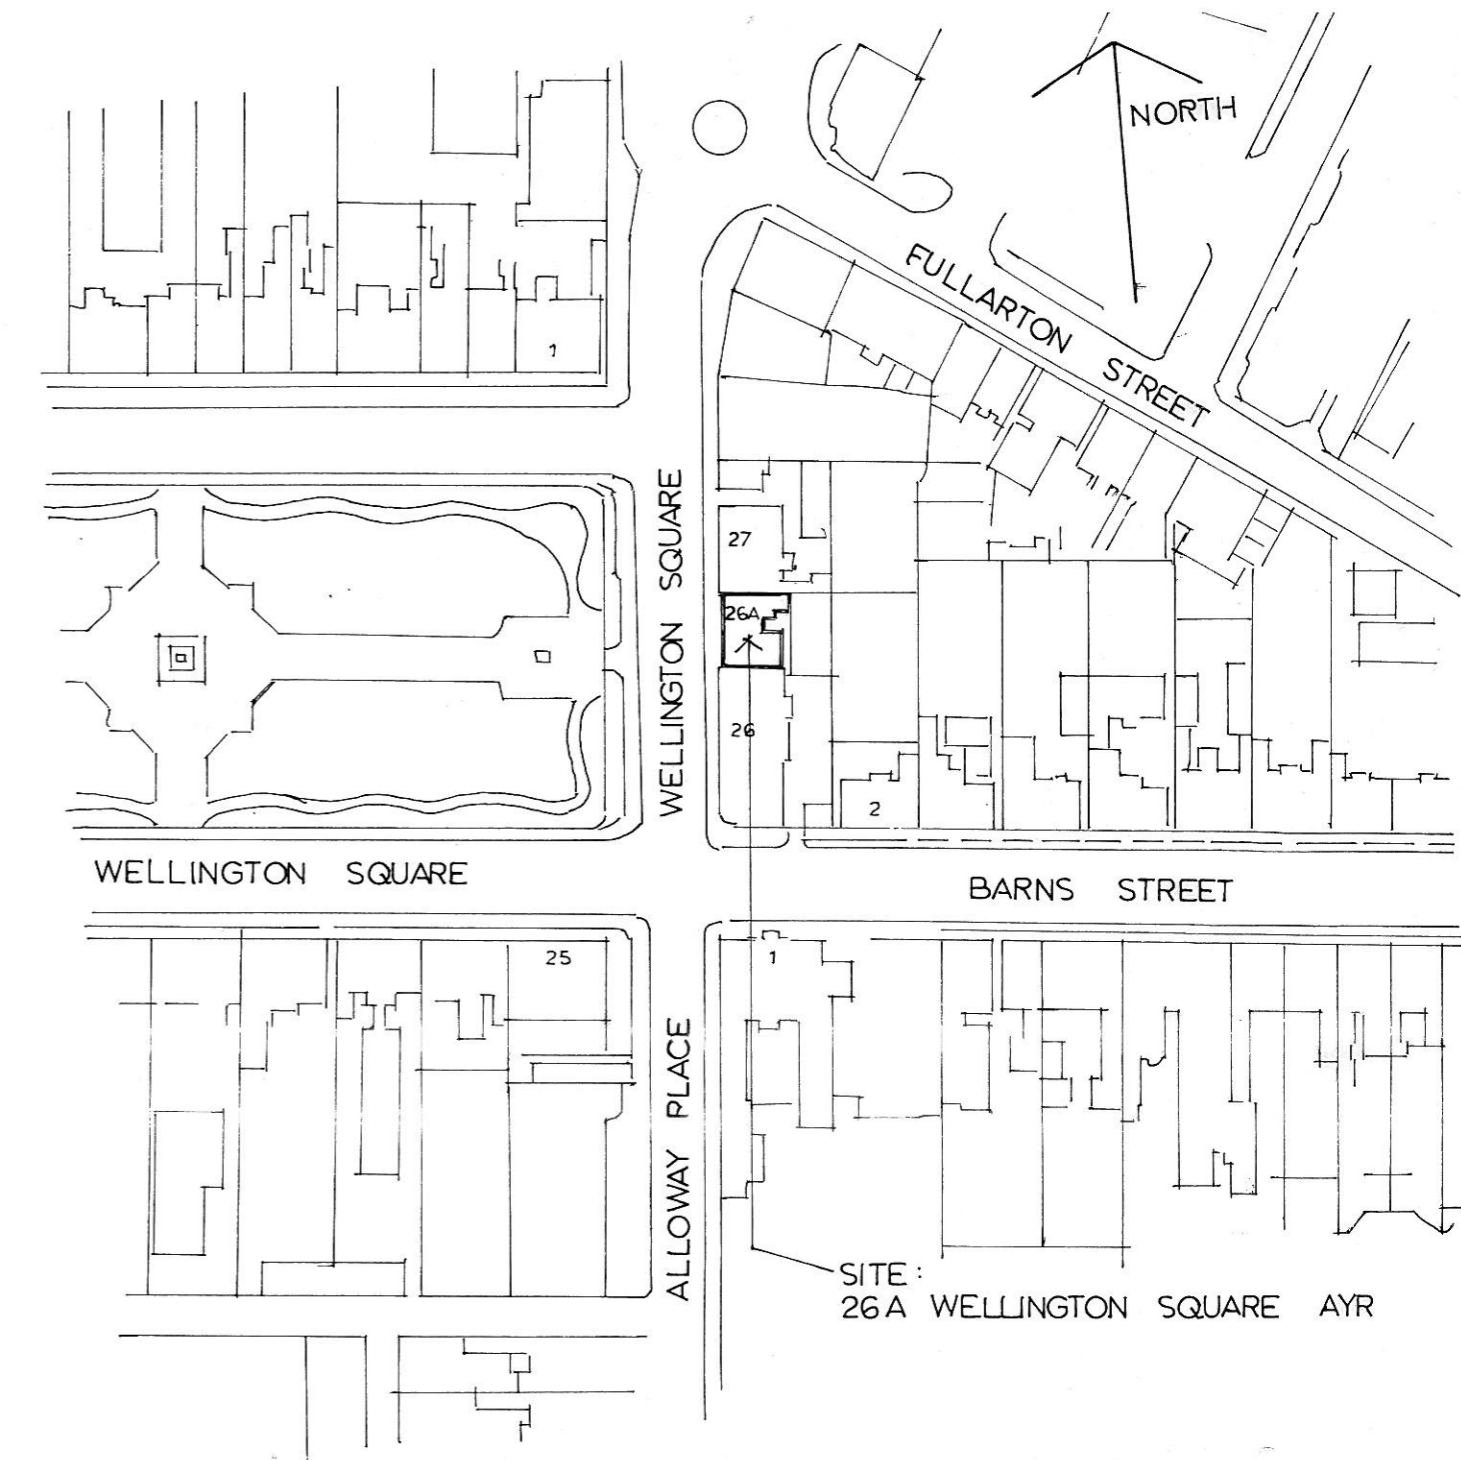 NORTH
FULLARTON STREET
1
WELLINGTON SQUARE
27
26A
26
2
WELLINGTON SQUARE
BARNS STREET
25
1
ALLOWAY PLACE
SITE:
26A WELLINGTON SQUARE AYR